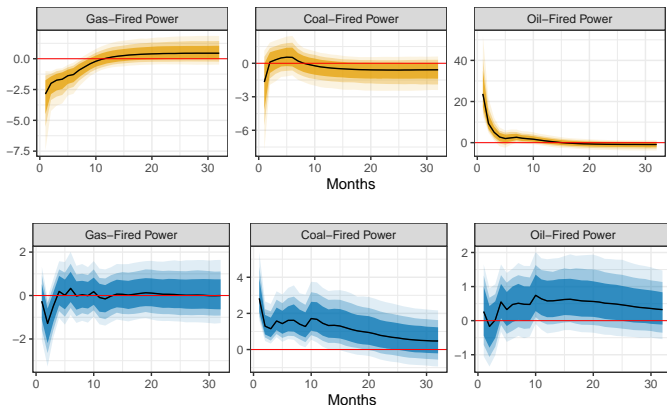 Gas−Fired Power Coal−Fired Power Oil−Fired Power
0.0 0 40
−2.5 −3 20
−5.0 −6 0
−7.5
0 10 20 30 0 10 20 30 0 10 20 30
Months
Gas−Fired Power Coal−Fired Power Oil−Fired Power
2 4 2
0 2 1
−2 0 0
−1
0 10 20 30 0 10 20 30 0 10 20 30
Months